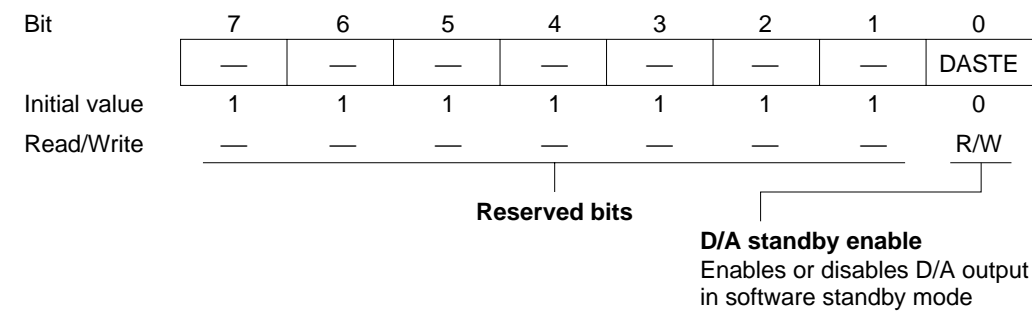 Bit 7 6 5 4 3 2 1 0
— — — — — — — DASTE
Initial value 1 1 1 1 1 1 1 0
Read/Write — — — — — — — R/W
Reserved bits
D/A standby enable
Enables or disables D/A output
in software standby mode